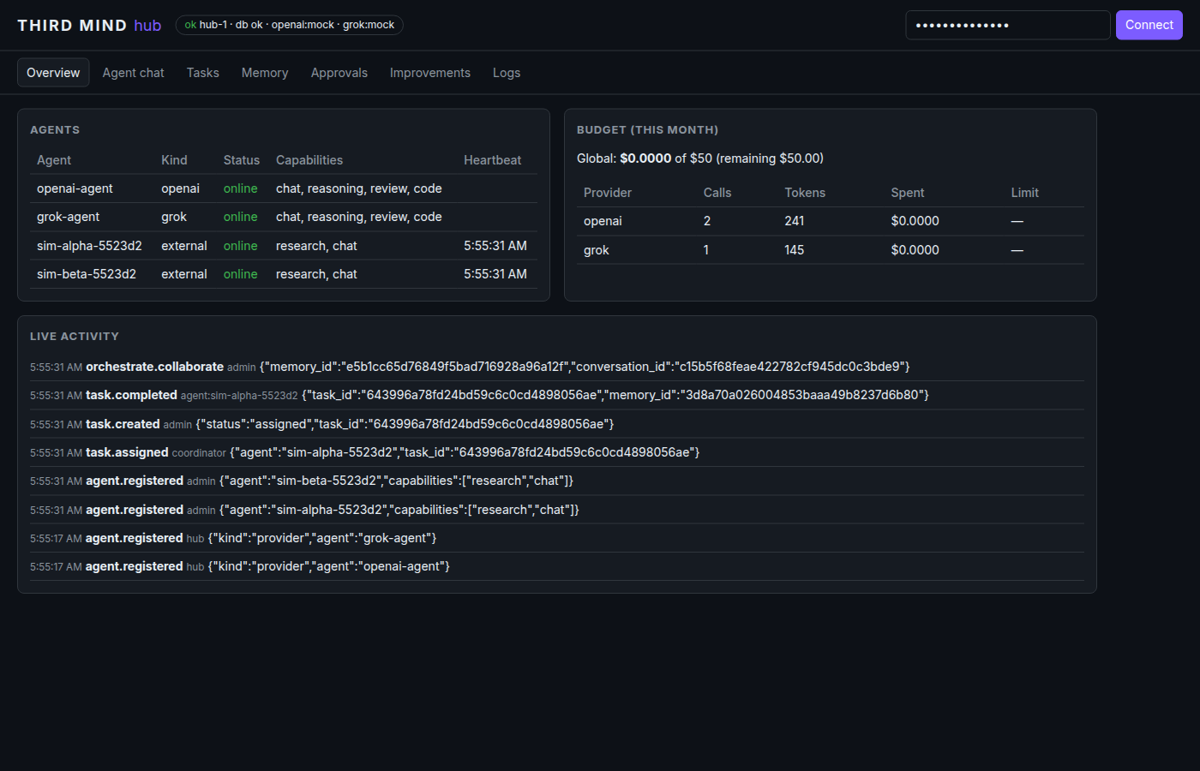 THIRD MIND hub
ok hub-1 · db ok · openai:mock · grok:mock
••••••••••••••
Connect
Overview Agent chat Tasks Memory Approvals Improvements Logs
AGENTS
Agent Kind Status Capabilities Heartbeat
openai-agent openai online chat, reasoning, review, code
grok-agent grok online chat, reasoning, review, code
sim-alpha-5523d2 external online research, chat 5:55:31 AM
sim-beta-5523d2 external online research, chat 5:55:31 AM
BUDGET (THIS MONTH)
Global: $0.0000 of $50 (remaining $50.00)
Provider Calls Tokens Spent Limit
openai 2 241 $0.0000 —
grok 1 145 $0.0000 —
LIVE ACTIVITY
5:55:31 AM orchestrate.collaborate admin {"memory_id":"e5b1cc65d76849f5bad716928a96a12f","conversation_id":"c15b5f68feae422782cf945dc0c3bde9"}
5:55:31 AM task.completed agent:sim-alpha-5523d2 {"task_id":"643996a78fd24bd59c6c0cd4898056ae","memory_id":"3d8a70a026004853baaa49b8237d6b80"}
5:55:31 AM task.created admin {"status":"assigned","task_id":"643996a78fd24bd59c6c0cd4898056ae"}
5:55:31 AM task.assigned coordinator {"agent":"sim-alpha-5523d2","task_id":"643996a78fd24bd59c6c0cd4898056ae"}
5:55:31 AM agent.registered admin {"agent":"sim-beta-5523d2","capabilities":["research","chat"]}
5:55:31 AM agent.registered admin {"agent":"sim-alpha-5523d2","capabilities":["research","chat"]}
5:55:17 AM agent.registered hub {"kind":"provider","agent":"grok-agent"}
5:55:17 AM agent.registered hub {"kind":"provider","agent":"openai-agent"}